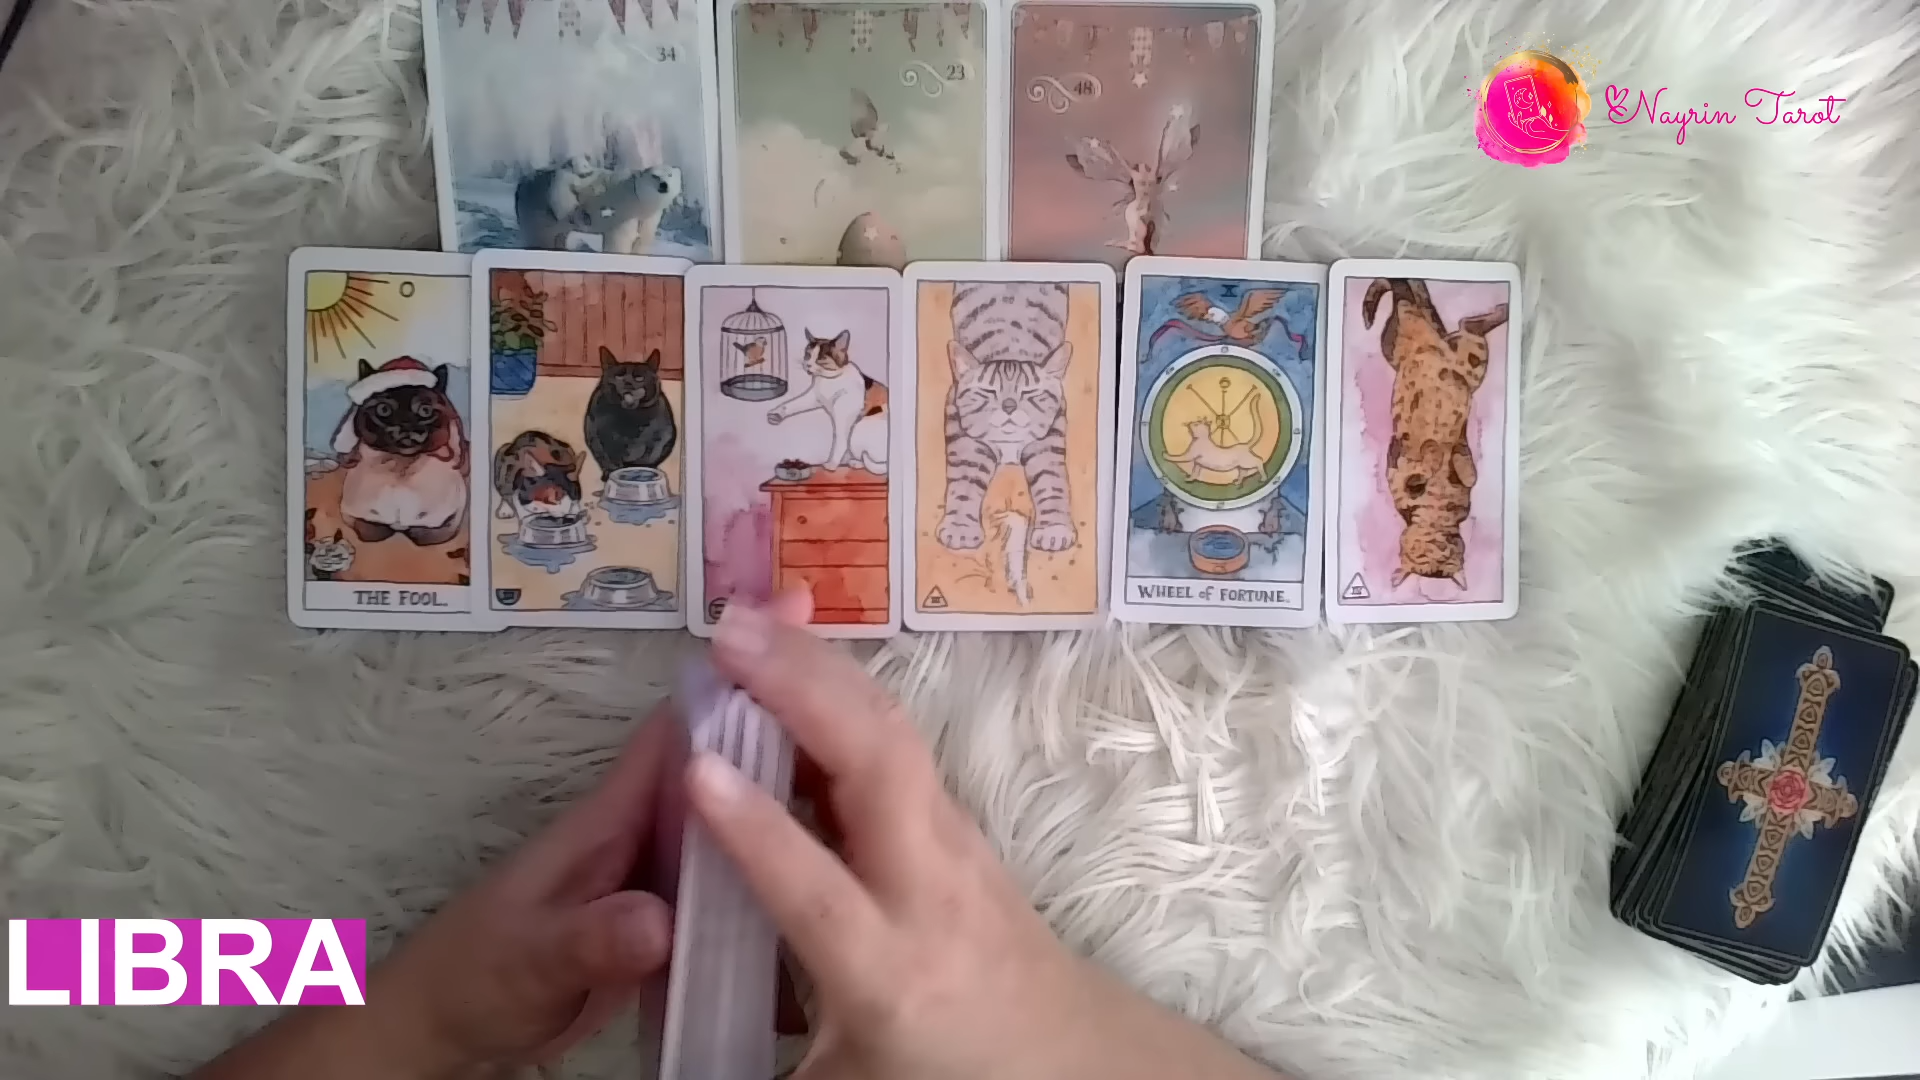 34
23
48
Nayrin Tarot
0
X
THE FOOL.
WHEEL of FORTUNE.
LIBRA